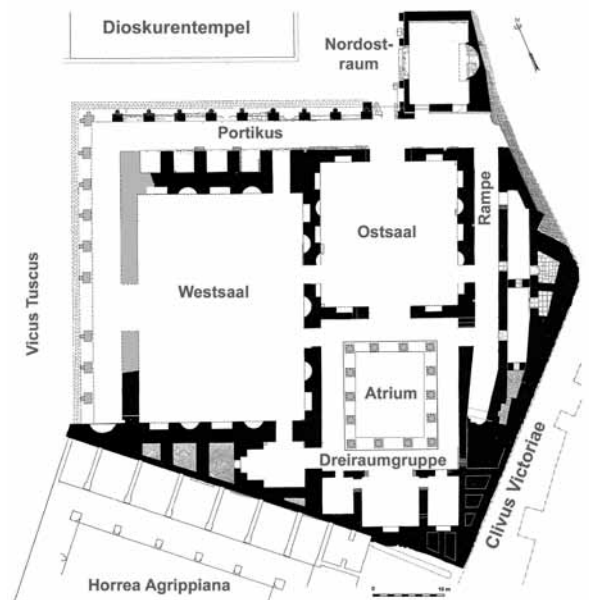 Dioskurentempel
Nordost-
raum
Portikus
Rampe
Ostsaal
Westsaal
Vicus Tuscus
Atrium
Dreiraumgruppe
Clivus Victoriae
Horrea Agrippiana